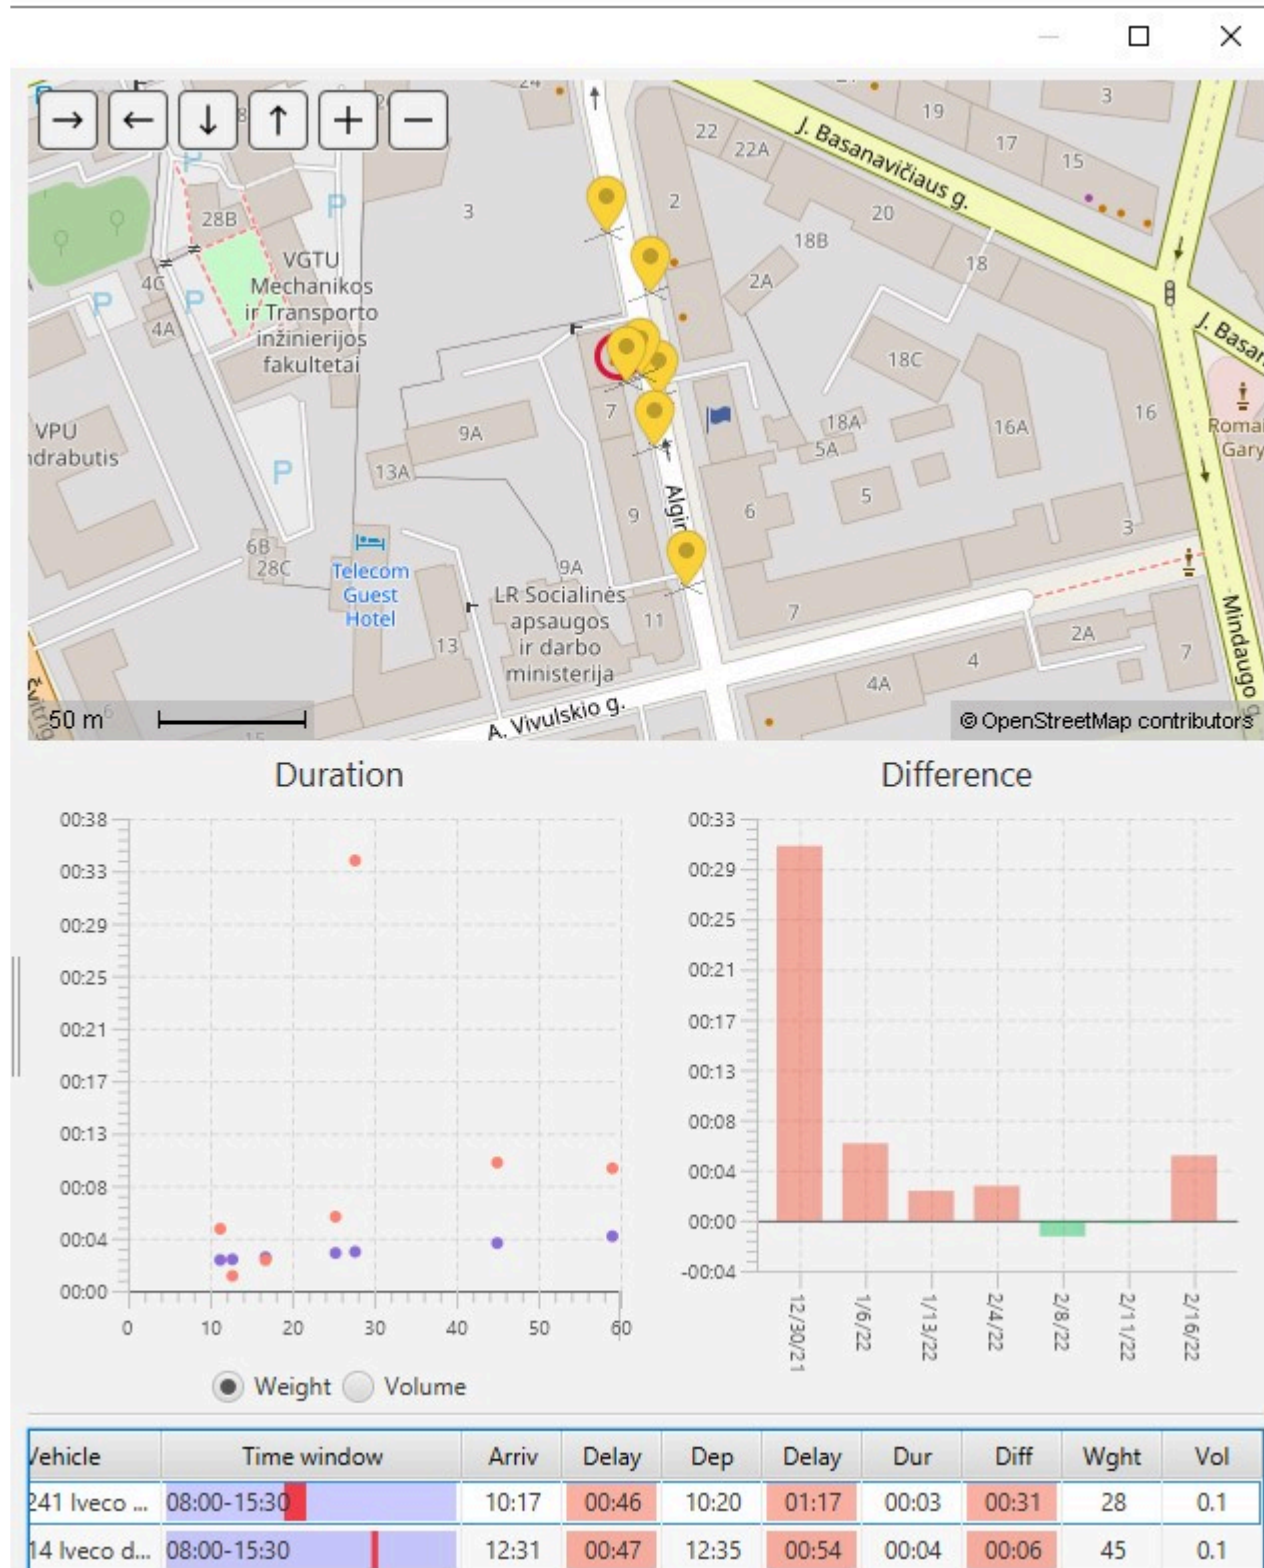 → ← ↓ ↑ + −
24
3
19
22
22A
17
15
J. Basanavičiaus g.
28B
P
P
3
2
20
18B
18
VGTU
Mechanikos
ir Transporto
inžinierijos
fakultetai
4C
P
P
2A
4A
J. Basan
18C
16
7
18A
16A
Romai
Gary
VPU
ndrabutis
9A
5A
13A
P
5
Algir
9
6
3
6B
28C
9A
Telecom
Guest
Hotel
LR Socialinės
apsaugos
ir darbo
ministerija
11
7
13
2A
7
4
4A
Mindaugo g.
Švitrig
A. Vivulskio g.
6
15
50 m
© OpenStreetMap contributors
Duration
00:38
00:33
00:29
00:25
00:21
00:17
00:13
00:08
00:04
00:00
0 10 20 30 40 50 60
Weight Volume
Difference
00:33
00:29
00:25
00:21
00:17
00:13
00:08
00:04
00:00
-00:04
12/30/21 1/6/22 1/13/22 2/4/22 2/8/22 2/11/22 2/16/22
Vehicle Time window Arriv Delay Dep Delay Dur Diff Wght Vol
241 Iveco ... 08:00-15:30 10:17 00:46 10:20 01:17 00:03 00:31 28 0.1
14 Iveco d... 08:00-15:30 12:31 00:47 12:35 00:54 00:04 00:06 45 0.1